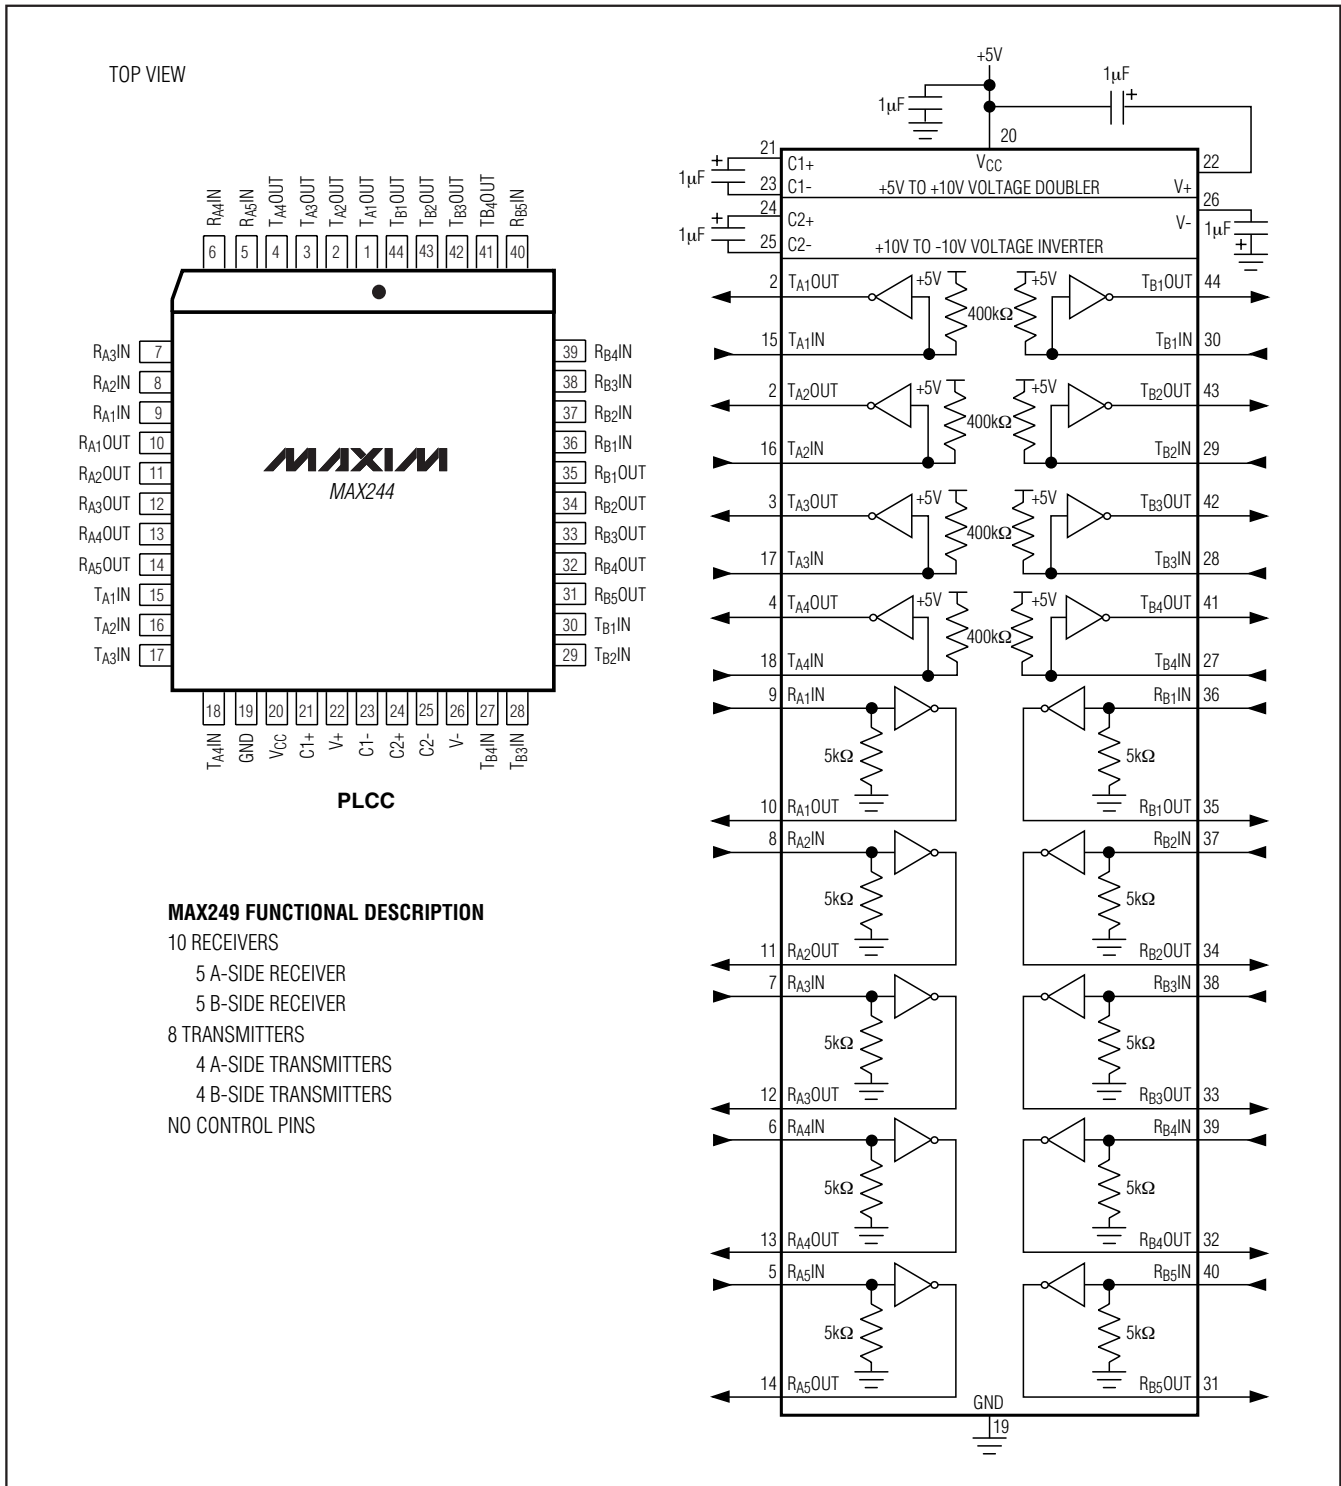 TOP VIEW
RA4IN
RA5IN
TA4OUT
TA3OUT
TA2OUT
TA1OUT
TB1OUT
TB2OUT
TB3OUT
TB4OUT
RB5IN
6 5 4 3 2 1 44 43 42 41 40
RA3IN 7
RA2IN 8
RA1IN 9
RA1OUT 10
RA2OUT 11
RA3OUT 12
RA4OUT 13
RA5OUT 14
TA1IN 15
TA2IN 16
TA3IN 17
MAXIM
MAX244
39 RB4IN
38 RB3IN
37 RB2IN
36 RB1IN
35 RB1OUT
34 RB2OUT
33 RB3OUT
32 RB4OUT
31 RB5OUT
30 TB1IN
29 TB2IN
18 19 20 21 22 23 24 25 26 27 28
TA4IN
GND
VCC
C1+
V+
C1-
C2+
C2-
V-
TB4IN
TB3IN
PLCC
MAX249 FUNCTIONAL DESCRIPTION
10 RECEIVERS
5 A-SIDE RECEIVER
5 B-SIDE RECEIVER
8 TRANSMITTERS
4 A-SIDE TRANSMITTERS
4 B-SIDE TRANSMITTERS
NO CONTROL PINS
+5V
1µF
1µF +
20
VCC
1µF + 21 C1+
23 C1-
+5V TO +10V VOLTAGE DOUBLER
V+ 22
1µF + 24 C2+
25 C2-
+10V TO -10V VOLTAGE INVERTER
V- 26
1µF +
2 TA1OUT +5V 400kΩ +5V TB1OUT 44
15 TA1IN TB1IN 30
2 TA2OUT +5V 400kΩ +5V TB2OUT 43
16 TA2IN TB2IN 29
3 TA3OUT +5V 400kΩ +5V TB3OUT 42
17 TA3IN TB3IN 28
4 TA4OUT +5V 400kΩ +5V TB4OUT 41
18 TA4IN TB4IN 27
9 RA1IN RB1IN 36
5kΩ 5kΩ
10 RA1OUT RB1OUT 35
8 RA2IN RB2IN 37
5kΩ 5kΩ
11 RA2OUT RB2OUT 34
7 RA3IN RB3IN 38
5kΩ 5kΩ
12 RA3OUT RB3OUT 33
6 RA4IN RB4IN 39
5kΩ 5kΩ
13 RA4OUT RB4OUT 32
5 RA5IN RB5IN 40
5kΩ 5kΩ
14 RA5OUT RB5OUT 31
GND
19